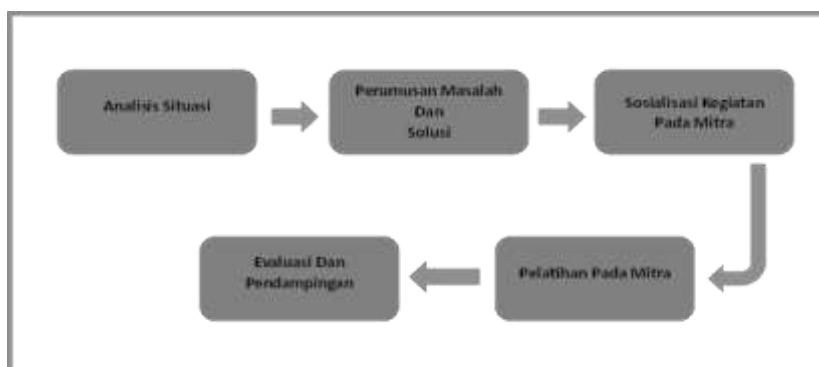 Analisis Situasi
Perumusan Masalah
Dan
Solusi
Sosialisasi Kegiatan
Pada Mitra
Pelatihan Pada Mitra
Evaluasi Dan
Pendampingan